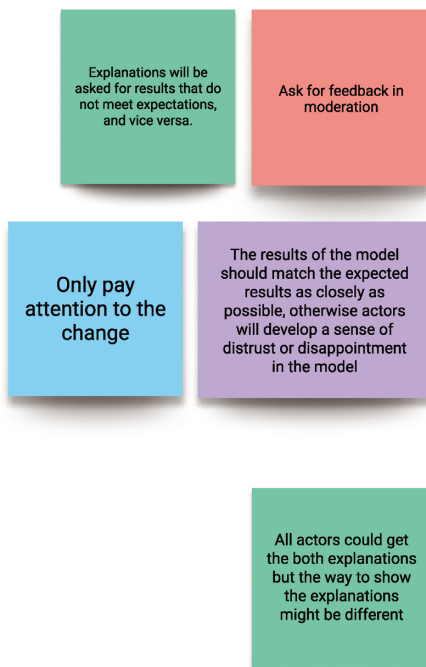 Explanations will be
asked for results that do
not meet expectations,
and vice versa.
Ask for feedback in
moderation
Only pay
attention to the
change
The results of the model
should match the expected
results as closely as
possible, otherwise actors
will develop a sense of
distrust or disappointment
in the model
All actors could get
the both explanations
but the way to show
the explanations
might be different